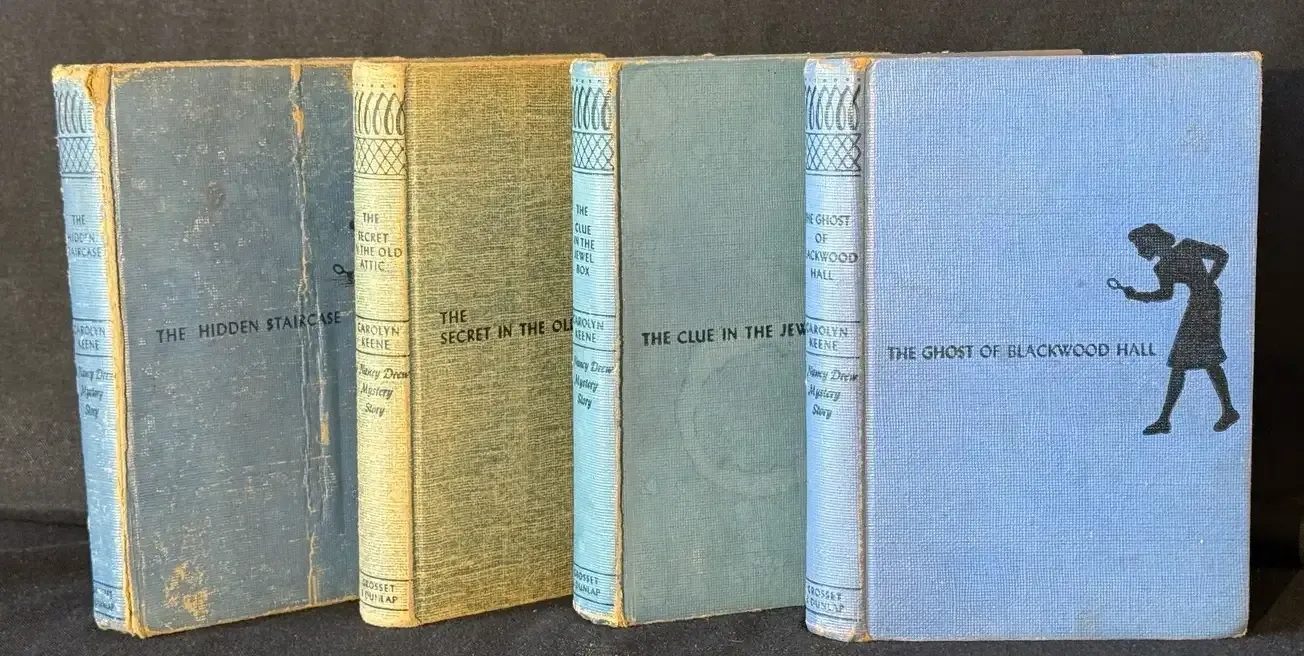 THE
HIDDEN
STAIRCASE
CAROLYN
KEENE
Nancy Drew
Mystery
Story
DUNLAP
THE HIDDEN STAIRCASE
THE
SECRET
IN THE OLD
ATTIC
CAROLYN
KEENE
Nancy Drew
Mystery
Story
GROSSET
& DUNLAP
THE
SECRET IN THE OL
THE
CLUE
IN THE
JEWEL
BOX
CAROLYN
KEENE
Nancy Drew
Mystery
Story
GROSSET
& DUNLAP
THE CLUE IN THE JEW
THE GHOST
OF
BLACKWOOD
HALL
CAROLYN
KEENE
Nancy Drew
Mystery
Story
GROSSET
& DUNLAP
THE GHOST OF BLACKWOOD HALL